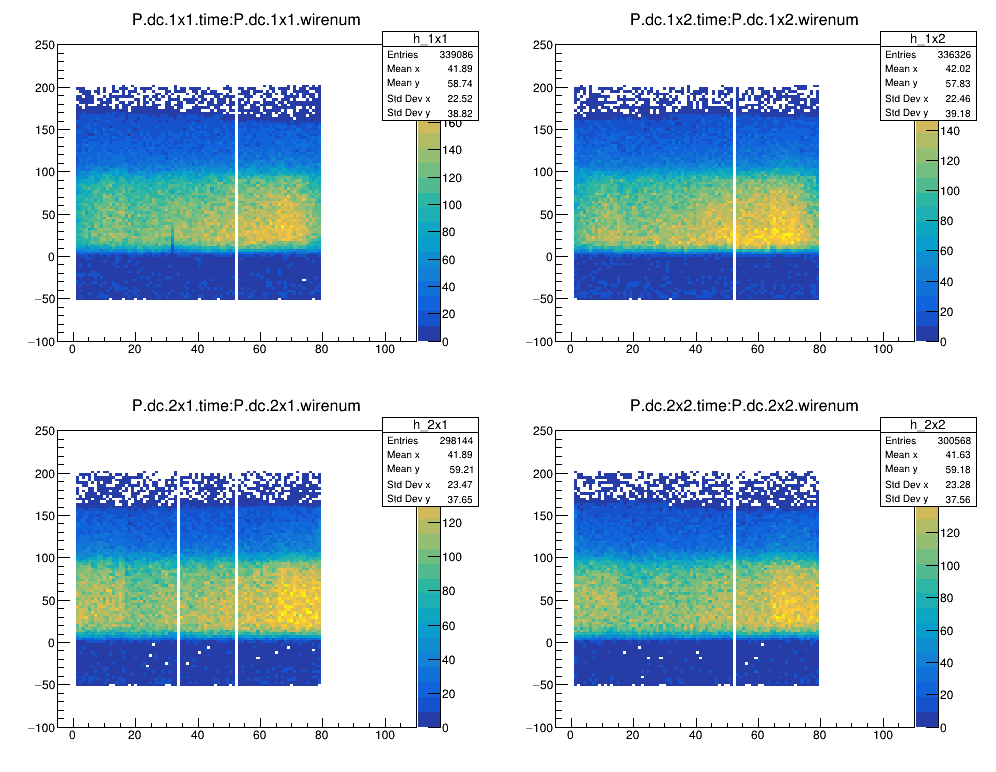 P.dc.1x1.time:P.dc.1x1.wirenum
h_1x1
Entries 339086
Mean x 41.89
Mean y 58.74
Std Dev x 22.52
Std Dev y 38.82
250
200
150
100
50
0
−50
−100
0 20 40 60 80 100
160
140
120
100
80
60
40
20
0
P.dc.1x2.time:P.dc.1x2.wirenum
h_1x2
Entries 336326
Mean x 42.02
Mean y 57.83
Std Dev x 22.46
Std Dev y 39.18
250
200
150
100
50
0
−50
−100
0 20 40 60 80 100
140
120
100
80
60
40
20
0
P.dc.2x1.time:P.dc.2x1.wirenum
h_2x1
Entries 298144
Mean x 41.89
Mean y 59.21
Std Dev x 23.47
Std Dev y 37.65
250
200
150
100
50
0
−50
−100
0 20 40 60 80 100
120
100
80
60
40
20
0
P.dc.2x2.time:P.dc.2x2.wirenum
h_2x2
Entries 300568
Mean x 41.63
Mean y 59.18
Std Dev x 23.28
Std Dev y 37.56
250
200
150
100
50
0
−50
−100
0 20 40 60 80 100
120
100
80
60
40
20
0